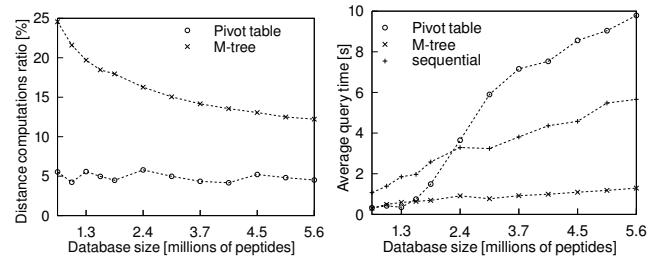 Distance computations ratio [%]
25
20
15
10
5
0
Pivot table
M-tree
1.3
2.4
3.7
4.5
5.6
Database size [millions of peptides]
Average query time [s]
10
8
6
4
2
0
Pivot table
M-tree
sequential
1.3
2.4
3.7
4.5
5.6
Database size [millions of peptides]